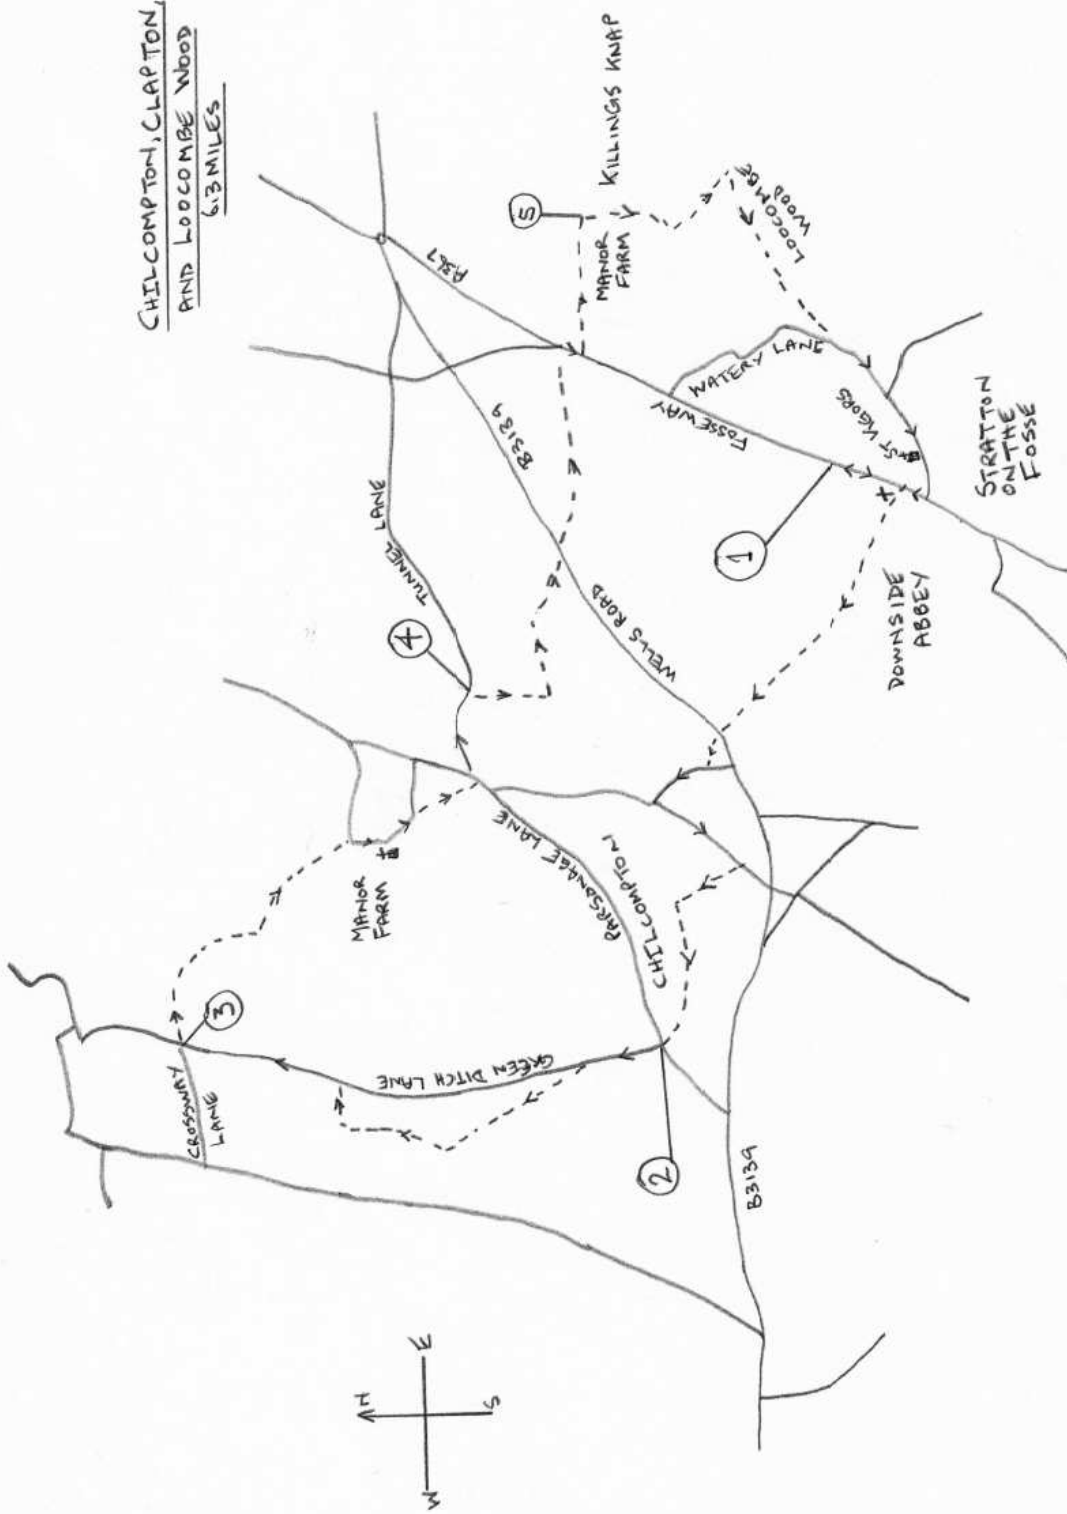 CHILCOMPTON, CLAPTON,
AND LOOCOMBE WOOD
6.3 MILES
N
W
E
S
CROSSWAY
LANE
3
GREEN DITCH LANE
2
B3139
MANOR
FARM
PARSONAGE LANE
CHILCOMPTON
4
TUNNEL LANE
WELLS ROAD
B3139
A367
5
MANOR
FARM
KILLINGS KNAP
LOOCOMBE
WOOD
WATERY LANE
FOSSEWAY
1
ST VIGORS
DOWNSIDE
ABBEY
STRATTON
ON THE
FOSSE